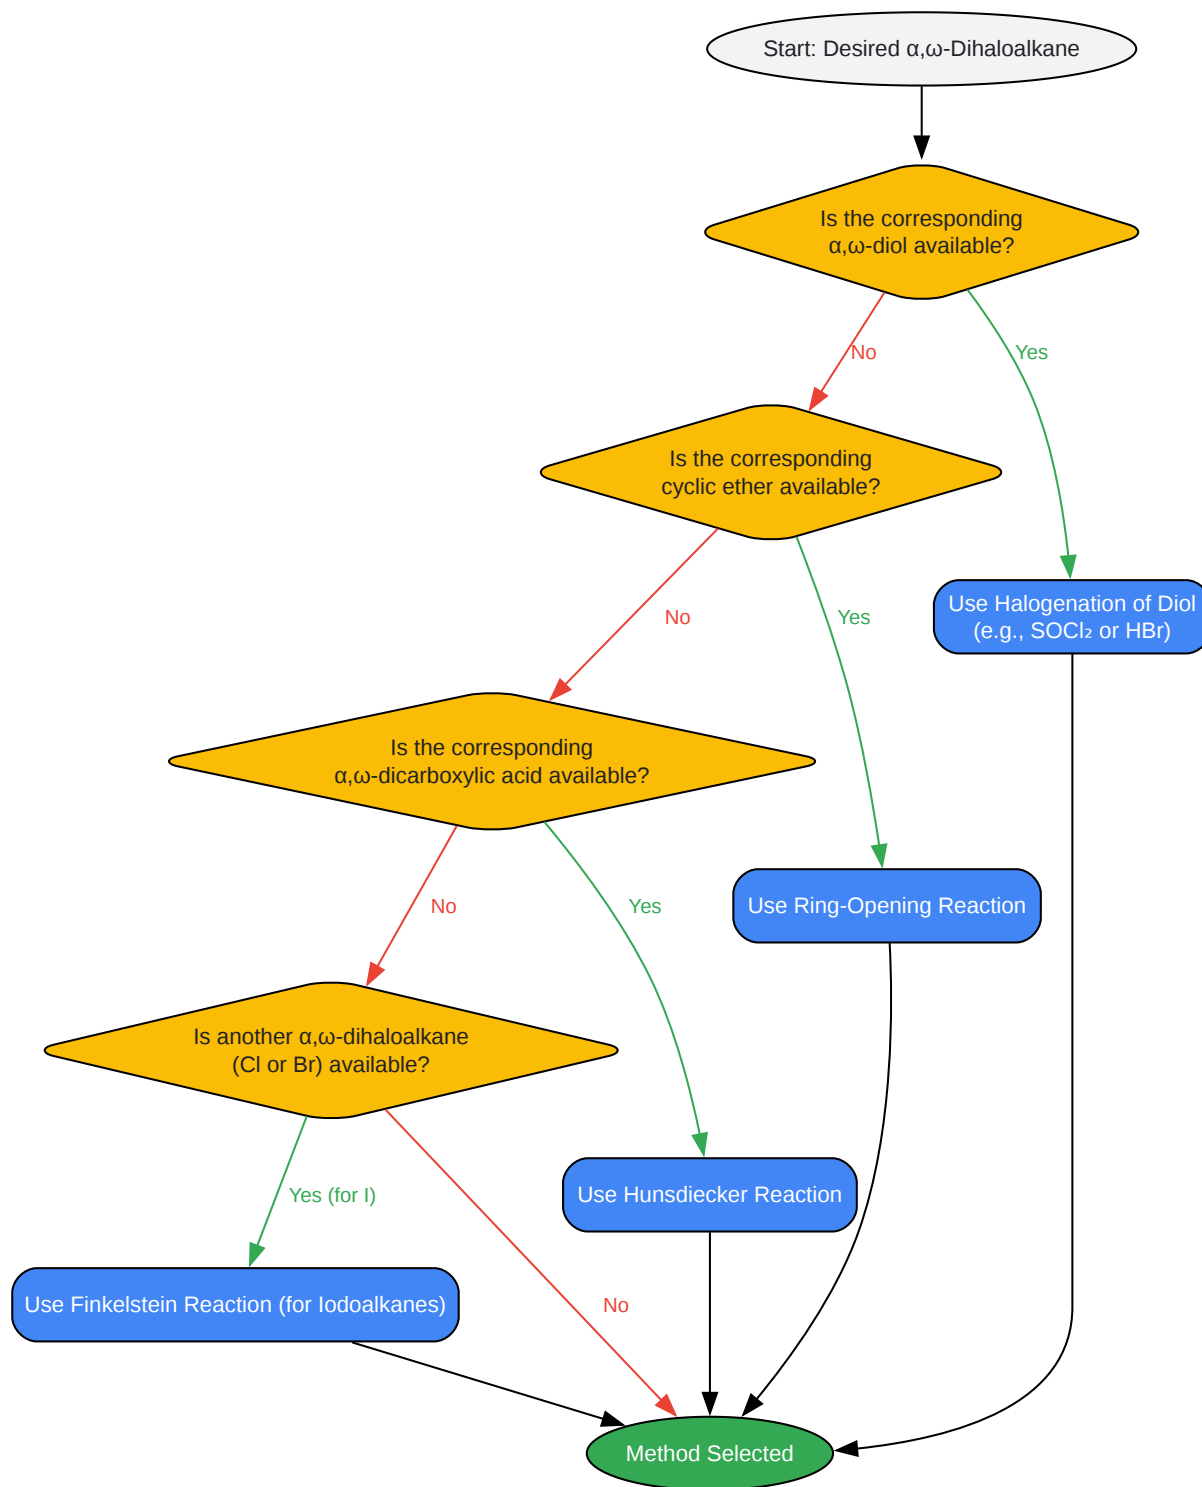 Start: Desired α,ω-Dihaloalkane
Is the corresponding
α,ω-diol available?
No
Yes
Is the corresponding
cyclic ether available?
Use Halogenation of Diol
(e.g., SOCl₂ or HBr)
No
Yes
Is the corresponding
α,ω-dicarboxylic acid available?
Use Ring-Opening Reaction
No
Yes
Is another α,ω-dihaloalkane
(Cl or Br) available?
Use Hunsdiecker Reaction
Yes (for I)
Use Finkelstein Reaction (for Iodoalkanes)
No
Method Selected